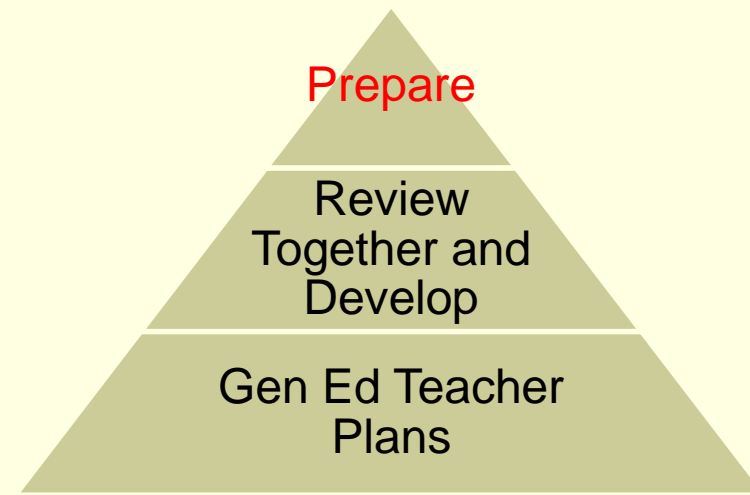 Prepare
Review
Together and
Develop
Gen Ed Teacher
Plans